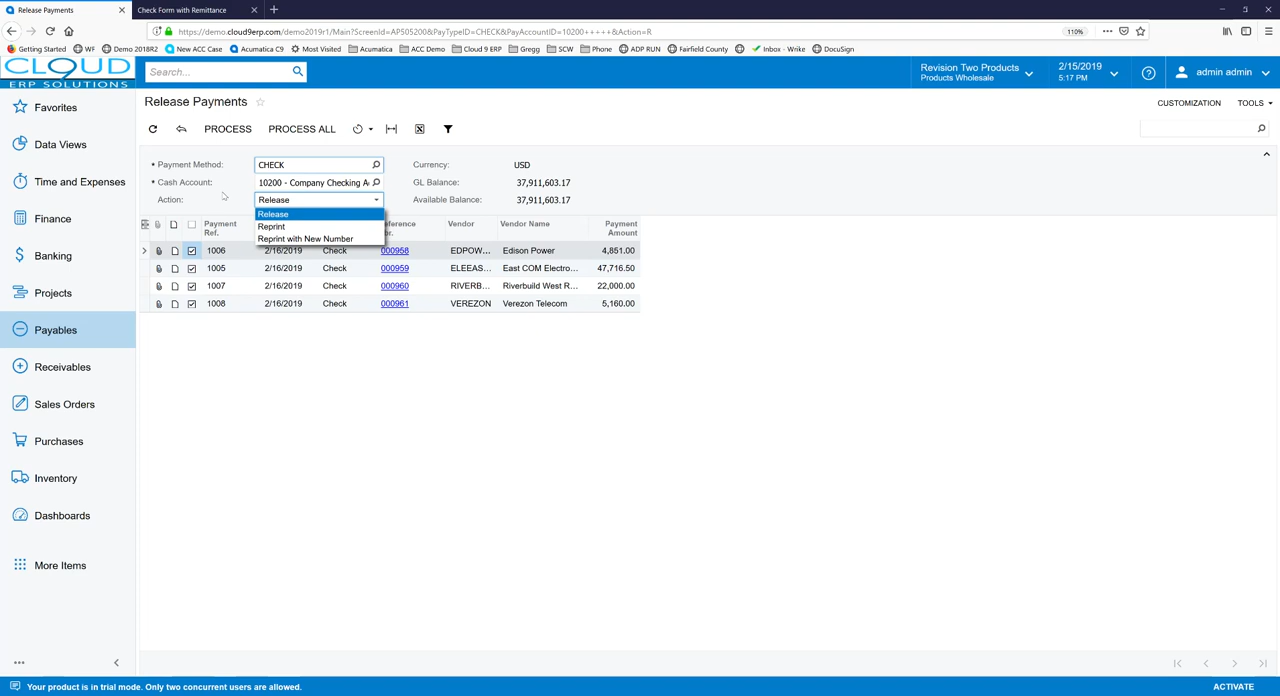 Release Payments
Check Form with Remittance
https://demo.cloud9erp.com/demo2019r1/Main?ScreenId=AP505200&PayTypeID=CHECK&PayAccountID=10200+++++&Action=R
110%
Getting Started WF Demo 2018R2 New ACC Case Acumatica C9 Most Visited Acumatica ACC Demo Cloud 9 ERP Gregg SCW Phone ADP RUN Fairfield County Inbox - Wrike DocuSign
CLOUD
ERP SOLUTIONS
Search...
Revision Two Products
Products Wholesale
2/15/2019
5:17 PM
admin admin
Favorites
Data Views
Time and Expenses
Finance
Banking
Projects
Payables
Receivables
Sales Orders
Purchases
Inventory
Dashboards
More Items
Release Payments
CUSTOMIZATION TOOLS
PROCESS PROCESS ALL
* Payment Method: CHECK Currency: USD
* Cash Account: 10200 - Company Checking A GL Balance: 37,911,603.17
Action: Release Available Balance: 37,911,603.17
Release
Reprint
Reprint with New Number
Payment Ref. Vendor Vendor Name Payment Amount
1006 2/16/2019 Check 000958 EDPOW... Edison Power 4,851.00
1005 2/16/2019 Check 000959 ELEEAS... East COM Electro... 47,716.50
1007 2/16/2019 Check 000960 RIVERB... Riverbuild West R... 22,000.00
1008 2/16/2019 Check 000961 VEREZON Verezon Telecom 5,160.00
Your product is in trial mode. Only two concurrent users are allowed.
ACTIVATE